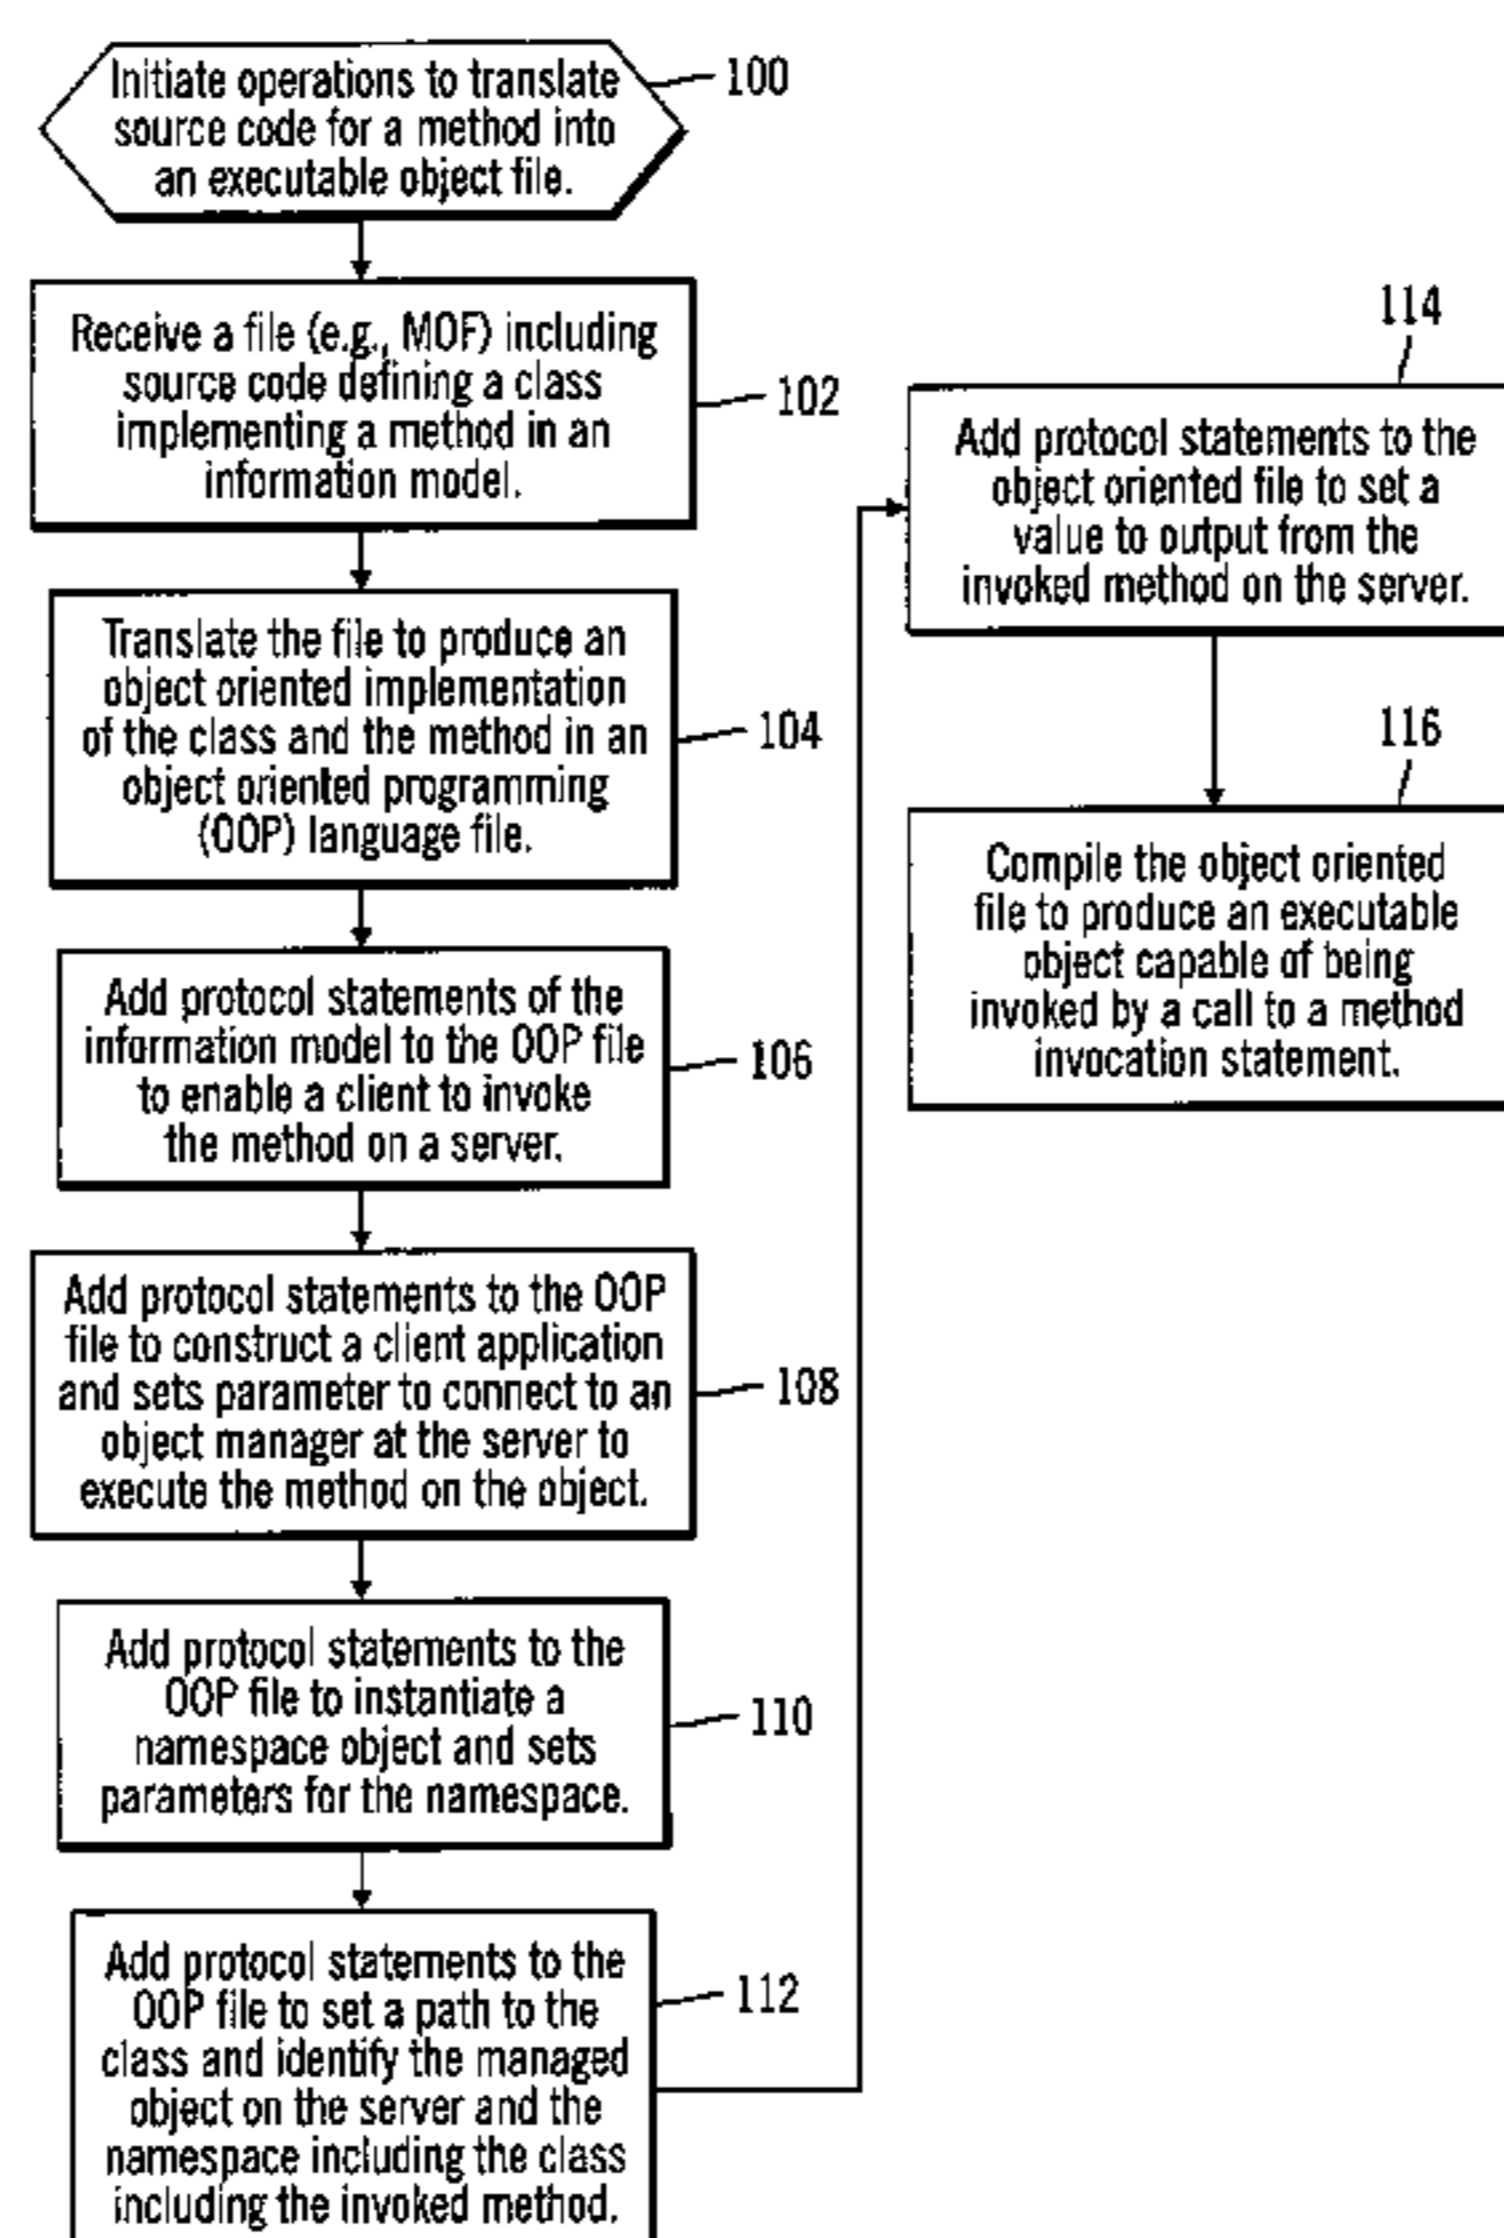 Initiate operations to translate
source code for a method into
an executable object file.
100
Receive a file (e.g., MOF) including
source code defining a class
implementing a method in an
information model.
102
Translate the file to produce an
object oriented implementation
of the class and the method in an
object oriented programming
(OOP) language file.
104
Add protocol statements of the
information model to the OOP file
to enable a client to invoke
the method on a server.
106
Add protocol statements to the OOP
file to construct a client application
and sets parameter to connect to an
object manager at the server to
execute the method on the object.
108
Add protocol statements to the
OOP file to instantiate a
namespace object and sets
parameters for the namespace.
110
Add protocol statements to the
OOP file to set a path to the
class and identify the managed
object on the server and the
namespace including the class
including the invoked method.
112
114
Add protocol statements to the
object oriented file to set a
value to output from the
invoked method on the server.
116
Compile the object oriented
file to produce an executable
object capable of being
invoked by a call to a method
invocation statement.